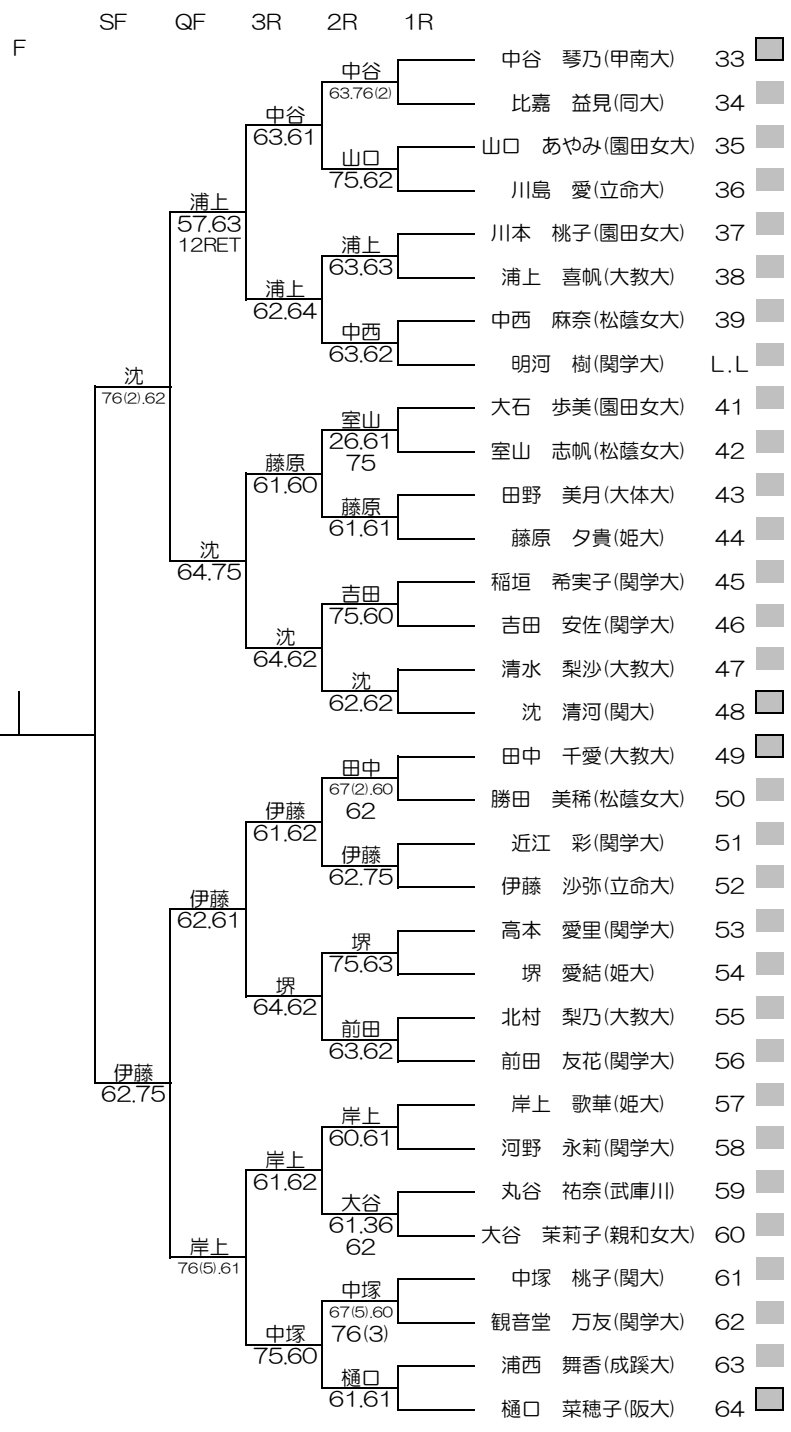 SF QF 3R 2R 1R
F
中谷　琴乃(甲南大) 33
中谷
63.76(2)
比嘉　益見(同大) 34
中谷
63.61
山口　あやみ(園田女大) 35
山口
75.62
川島　愛(立命大) 36
浦上
57.63
12RET
川本　桃子(園田女大) 37
浦上
63.63
浦上　喜帆(大教大) 38
浦上
62.64
中西　麻奈(松蔭女大) 39
中西
63.62
明河　樹(関学大) L.L
沈
76(2).62
大石　歩美(園田女大) 41
室山
26.61
75
室山　志帆(松蔭女大) 42
藤原
61.60
田野　美月(大体大) 43
藤原
61.61
藤原　夕貴(姫大) 44
沈
64.75
稲垣　希実子(関学大) 45
吉田
75.60
吉田　安佐(関学大) 46
沈
64.62
清水　梨沙(大教大) 47
沈
62.62
沈　清河(関大) 48
田中　千愛(大教大) 49
田中
67(2).60
62
勝田　美稀(松蔭女大) 50
伊藤
61.62
近江　彩(関学大) 51
伊藤
62.75
伊藤　沙弥(立命大) 52
伊藤
62.61
高本　愛里(関学大) 53
堺
75.63
堺　愛結(姫大) 54
堺
64.62
北村　梨乃(大教大) 55
前田
63.62
前田　友花(関学大) 56
伊藤
62.75
岸上　歌華(姫大) 57
岸上
60.61
河野　永莉(関学大) 58
岸上
61.62
丸谷　祐奈(武庫川) 59
大谷
61.36
62
大谷　茉莉子(親和女大) 60
岸上
76(5).61
中塚　桃子(関大) 61
中塚
67(5).60
76(3)
観音堂　万友(関学大) 62
中塚
75.60
浦西　舞香(成蹊大) 63
樋口
61.61
樋口　菜穂子(阪大) 64